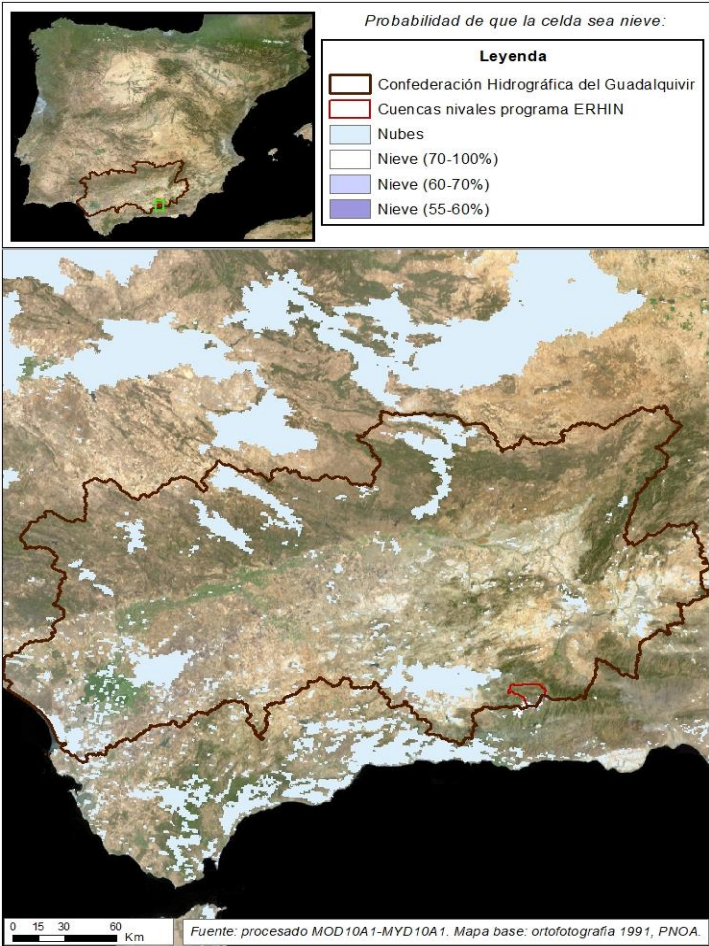 Probabilidad de que la celda sea nieve:
Leyenda
Confederación Hidrográfica del Guadalquivir
Cuencas nivales programa ERHIN
Nubes
Nieve (70-100%)
Nieve (60-70%)
Nieve (55-60%)
0 15 30 60
Km
Fuente: procesado MOD10A1-MYD10A1. Mapa base: ortofotografia 1991, PNOA.